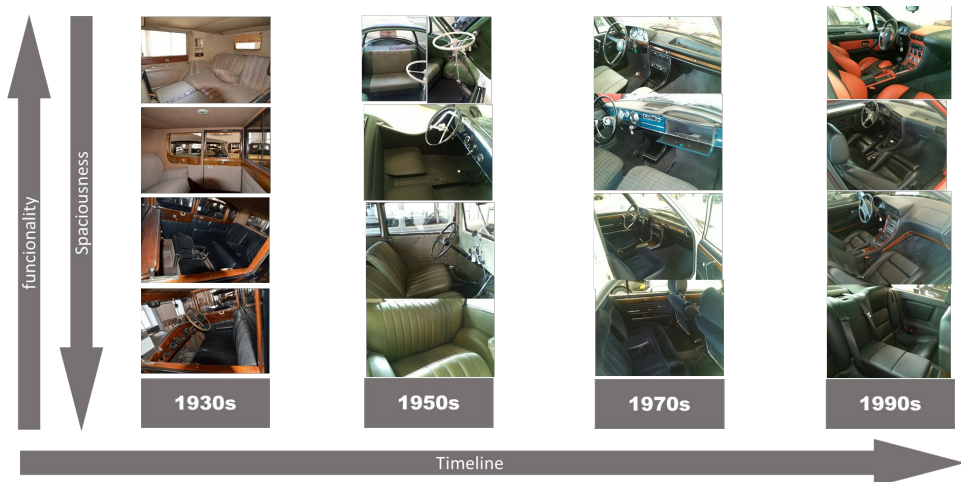 funcionality
Spaciousness
1930s
1950s
1970s
1990s
Timeline